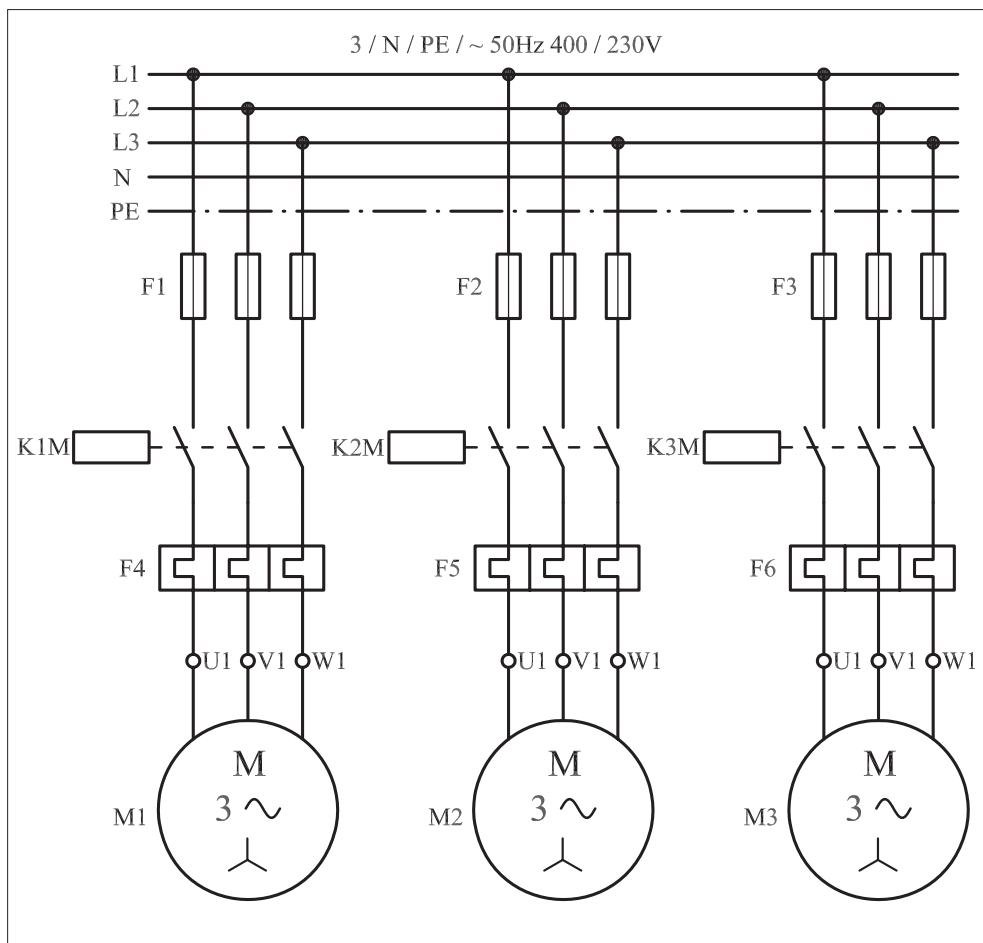 3 / N / PE / ~ 50Hz 400 / 230V
L1
L2
L3
N
PE
F1 F2 F3
K1M K2M K3M
F4 F5 F6
U1 V1 W1 U1 V1 W1 U1 V1 W1
M M M
M1 3 M2 3 M3 3